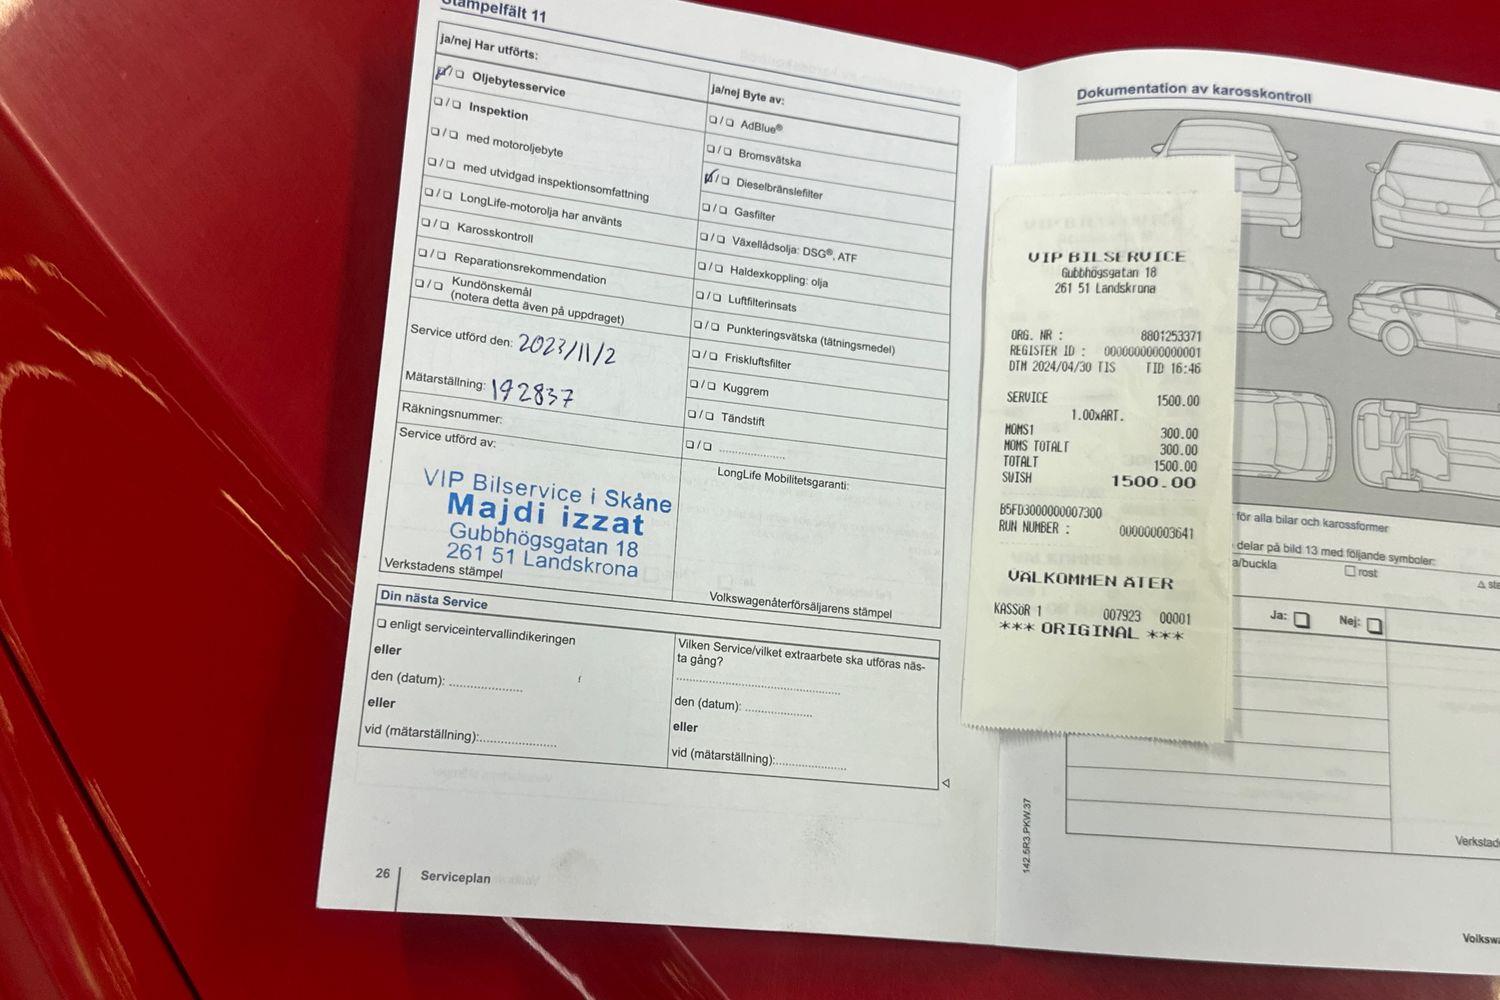 Stämpelfält 11
ja/nej Har utförts:
❏/❏ Oljebytesservice
❏/❏ Inspektion
❏/❏ med motoroljebyte
❏/❏ med utvidgad inspektionsomfattning
❏/❏ LongLife-motorolja har använts
❏/❏ Karosskontroll
❏/❏ Reparationsrekommendation
❏/❏ Kundönskemål
(notera detta även på uppdraget)
Service utförd den: 2023/11/2
Mätarställning: 192837
Räkningsnummer:
Service utförd av:
VIP Bilservice i Skåne
Majdi izzat
Gubbhögsgatan 18
261 51 Landskrona
Verkstadens stämpel
ja/nej Byte av:
❏/❏ AdBlue®
❏/❏ Bromsvätska
❏/❏ Dieselbränslefilter
❏/❏ Gasfilter
❏/❏ Växellådsolja: DSG®, ATF
❏/❏ Haldexkoppling: olja
❏/❏ Luftfilterinsats
❏/❏ Punkteringsvätska (tätningsmedel)
❏/❏ Friskluftsfilter
❏/❏ Kuggrem
❏/❏ Tändstift
❏/❏ ....................
LongLife Mobilitetsgaranti:
Volkswagenåterförsäljarens stämpel
Din nästa Service
❏ enligt serviceintervallindikeringen
eller
den (datum): ......................
eller
vid (mätarställning):......................
Vilken Service/vilket extraarbete ska utföras näs-
ta gång?
den (datum): ....................
eller
vid (mätarställning):....................
26 Serviceplan
Dokumentation av karosskontroll
VIP BILSERVICE
Gubbhögsgatan 18
261 51 Landskrona
ORG. NR : 8801253371
REGISTER ID : 0000000000000001
DTM 2024/04/30 TIS TID 16:46
SERVICE 1500.00
1.00xART.
MOMS1 300.00
MOMS TOTALT 300.00
TOTALT 1500.00
SWISH 1500.00
B5FD3000000007300
RUN NUMBER : 000000003641
VÄLKOMMEN ÅTER
KASSÖR 1 007923 00001
*** ORIGINAL ***
för alla bilar och karossformer
delar på bild 13 med följande symboler:
a/buckla ❏ rost
Ja: ❏ Nej: ❏
142.5R3.PKW.37
Verkstad
Volkswa